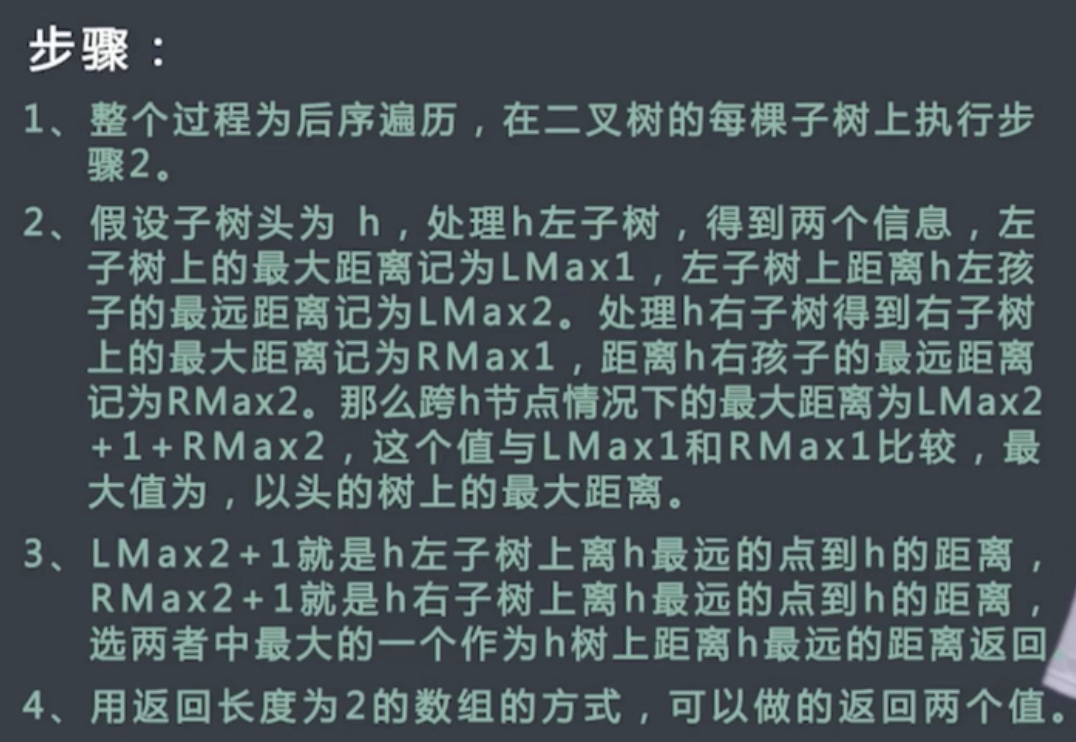 步骤：
1、整个过程为后序遍历，在二叉树的每棵子树上执行步
骤2。
2、假设子树头为 h，处理h左子树，得到两个信息，左
子树上的最大距离记为LMax1，左子树上距离h左孩
子的最远距离记为LMax2。处理h右子树得到右子树
上的最大距离记为RMax1，距离h右孩子的最远距离
记为RMax2。那么跨h节点情况下的最大距离为LMax2
+1+RMax2，这个值与LMax1和RMax1比较，最
大值为，以头的树上的最大距离。
3、LMax2+1就是h左子树上离h最远的点到h的距离，
RMax2+1就是h右子树上离h最远的点到h的距离，
选两者中最大的一个作为h树上距离h最远的距离返回
4、用返回长度为2的数组的方式，可以做的返回两个值。